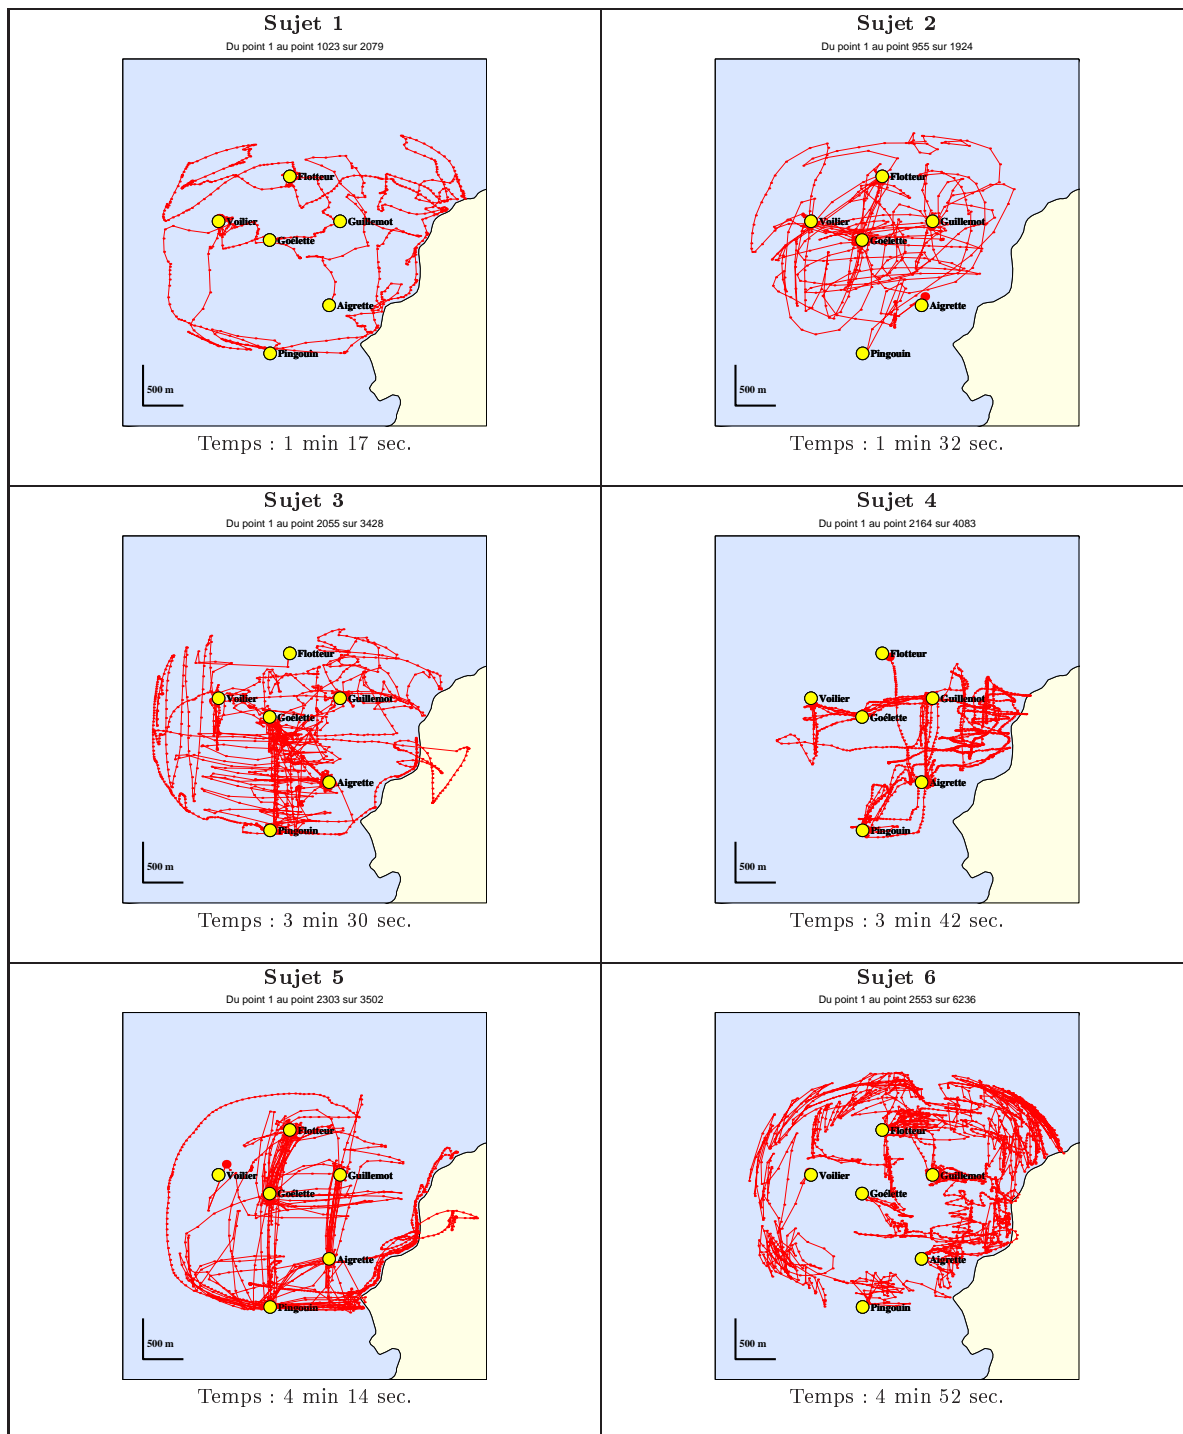 Sujet 1
Du point 1 au point 1023 sur 2079
Flotteur
Voilier
Guillemot
Goélette
Aigrette
Pingouin
500 m
Temps : 1 min 17 sec.
Sujet 2
Du point 1 au point 955 sur 1924
Flotteur
Voilier
Guillemot
Goélette
Aigrette
Pingouin
500 m
Temps : 1 min 32 sec.
Sujet 3
Du point 1 au point 2055 sur 3428
Flotteur
Voilier
Guillemot
Goélette
Aigrette
Pingouin
500 m
Temps : 3 min 30 sec.
Sujet 4
Du point 1 au point 2164 sur 4083
Flotteur
Voilier
Guillemot
Goélette
Aigrette
Pingouin
500 m
Temps : 3 min 42 sec.
Sujet 5
Du point 1 au point 2303 sur 3502
Flotteur
Voilier
Guillemot
Goélette
Aigrette
Pingouin
500 m
Temps : 4 min 14 sec.
Sujet 6
Du point 1 au point 2553 sur 6236
Flotteur
Voilier
Guillemot
Goélette
Aigrette
Pingouin
500 m
Temps : 4 min 52 sec.